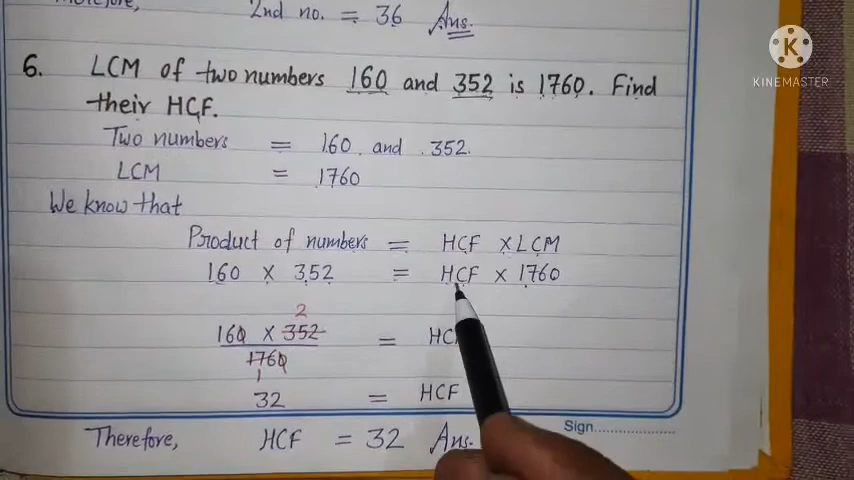 2nd no. = 36 Ans.
K
KINEMASTER
6. LCM of two numbers 160 and 352 is 1760. Find
their HCF.
Two numbers = 160 and 352.
LCM = 1760
We know that
Product of numbers = HCF X LCM
160 X 352 = HCF X 1760
2
160 X 352 = HC
1760
1
32 = HCF
Therefore, HCF = 32 Ans.
Sign